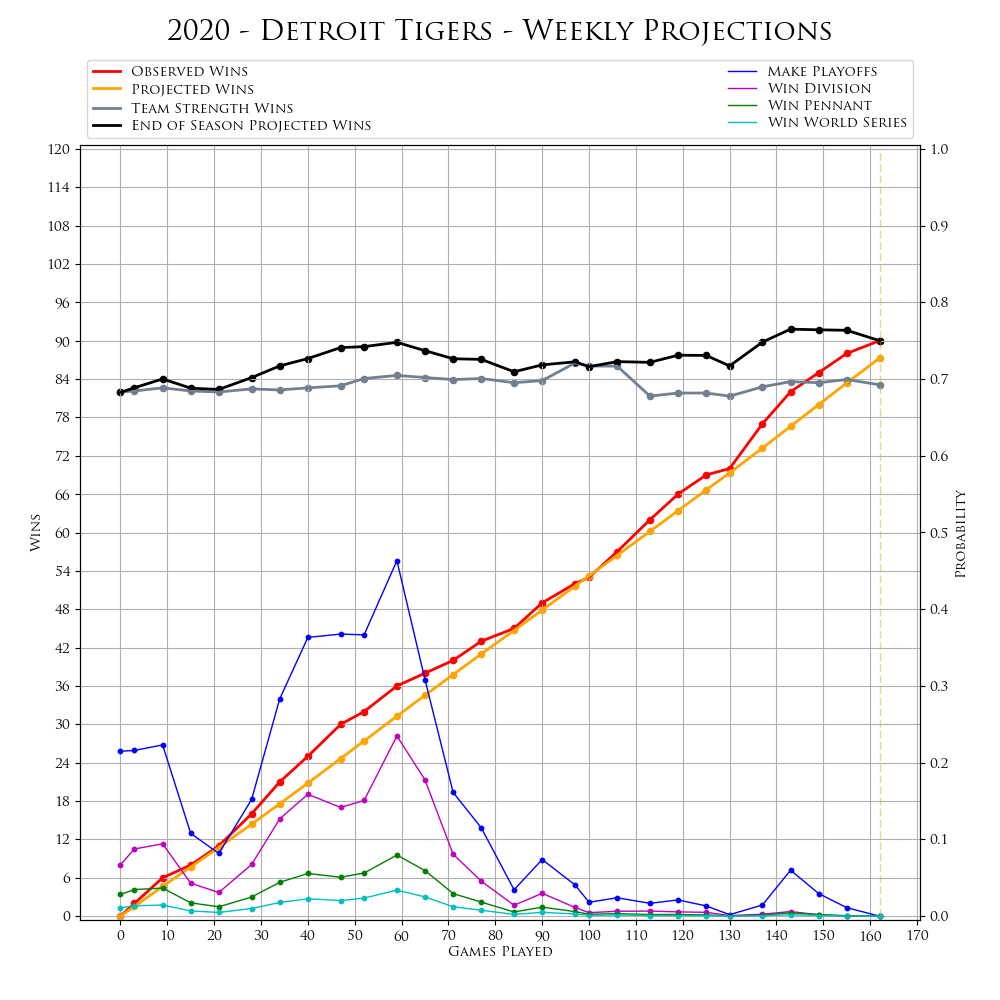 2020 - Detroit Tigers - Weekly Projections
Observed Wins
Projected Wins
Team Strength Wins
End of Season Projected Wins
Make Playoffs
Win Division
Win Pennant
Win World Series
120
114
108
102
96
90
84
78
72
66
60
54
48
42
36
30
24
18
12
6
0
Wins
1.0
0.9
0.8
0.7
0.6
0.5
0.4
0.3
0.2
0.1
0.0
Probability
0 10 20 30 40 50 60 70 80 90 100 110 120 130 140 150 160 170
Games Played